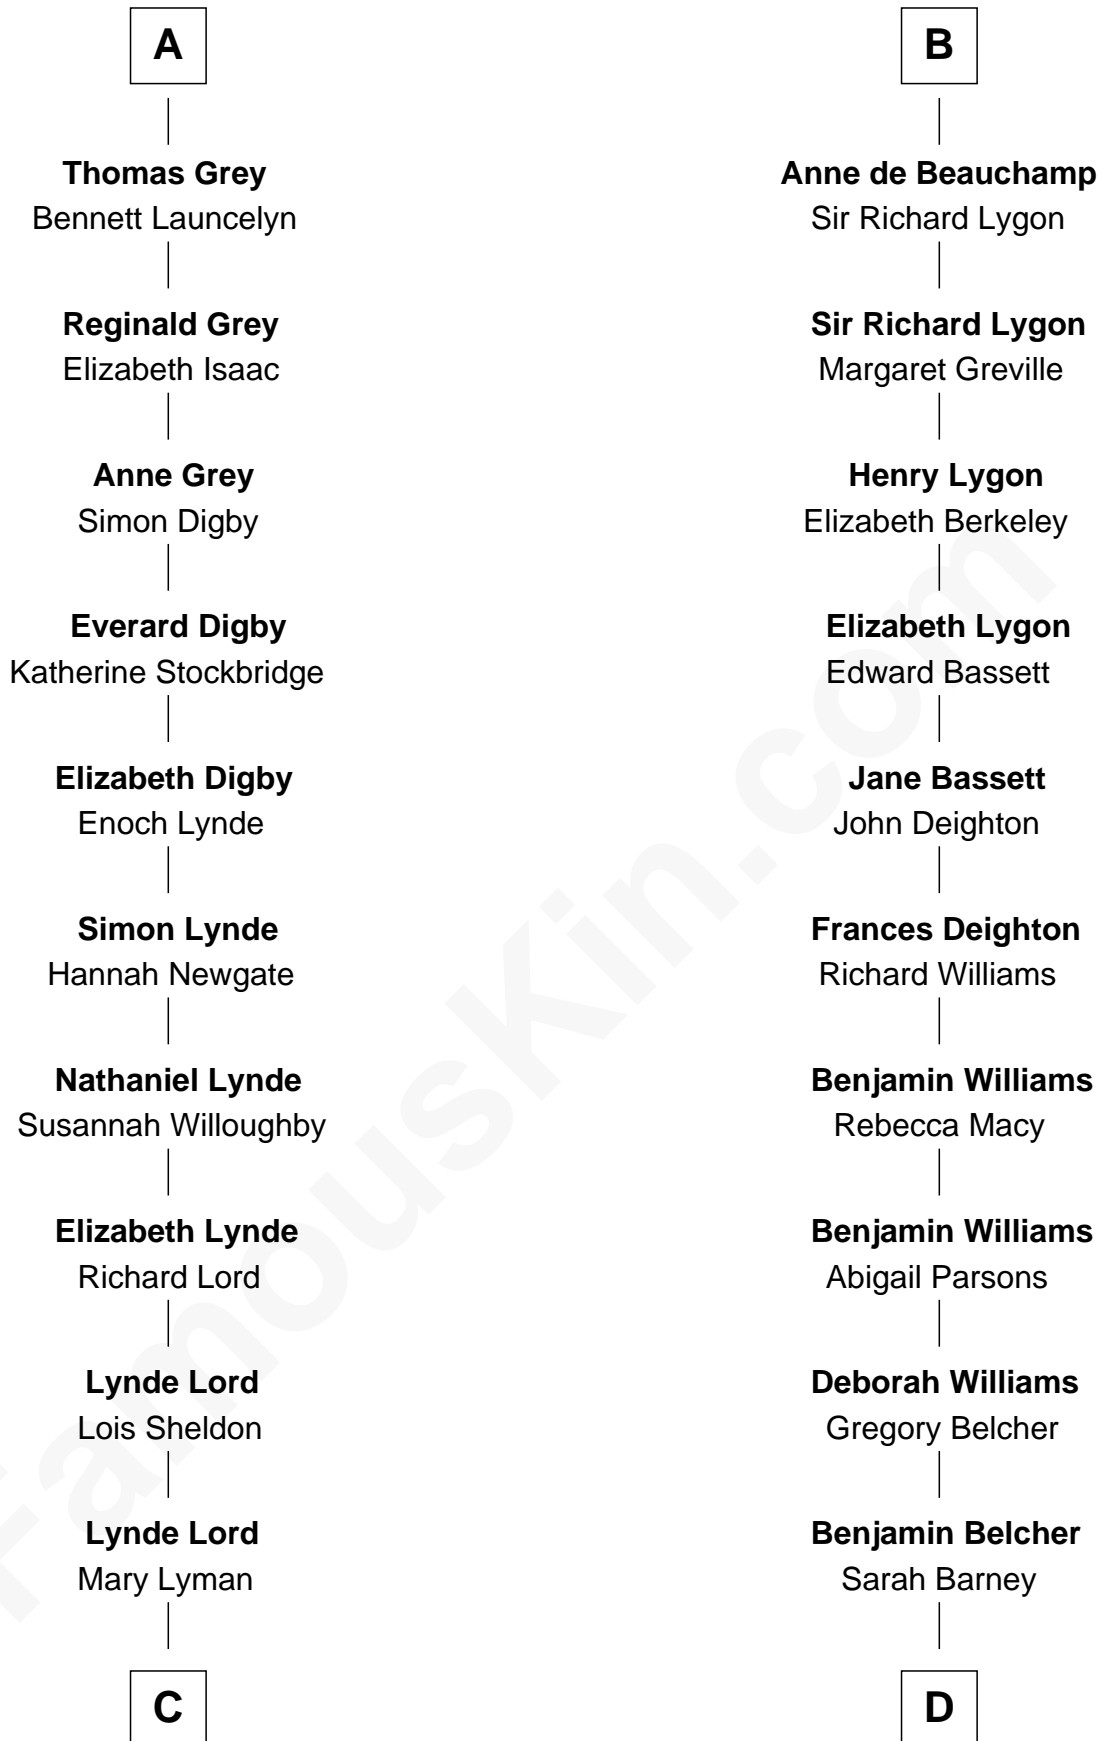 A
Thomas Grey
Bennett Launcelyn
Reginald Grey
Elizabeth Isaac
Anne Grey
Simon Digby
Everard Digby
Katherine Stockbridge
Elizabeth Digby
Enoch Lynde
Simon Lynde
Hannah Newgate
Nathaniel Lynde
Susannah Willoughby
Elizabeth Lynde
Richard Lord
Lynde Lord
Lois Sheldon
Lynde Lord
Mary Lyman
C
B
Anne de Beauchamp
Sir Richard Lygon
Sir Richard Lygon
Margaret Greville
Henry Lygon
Elizabeth Berkeley
Elizabeth Lygon
Edward Bassett
Jane Bassett
John Deighton
Frances Deighton
Richard Williams
Benjamin Williams
Rebecca Macy
Benjamin Williams
Abigail Parsons
Deborah Williams
Gregory Belcher
Benjamin Belcher
Sarah Barney
D
FamousKin.com